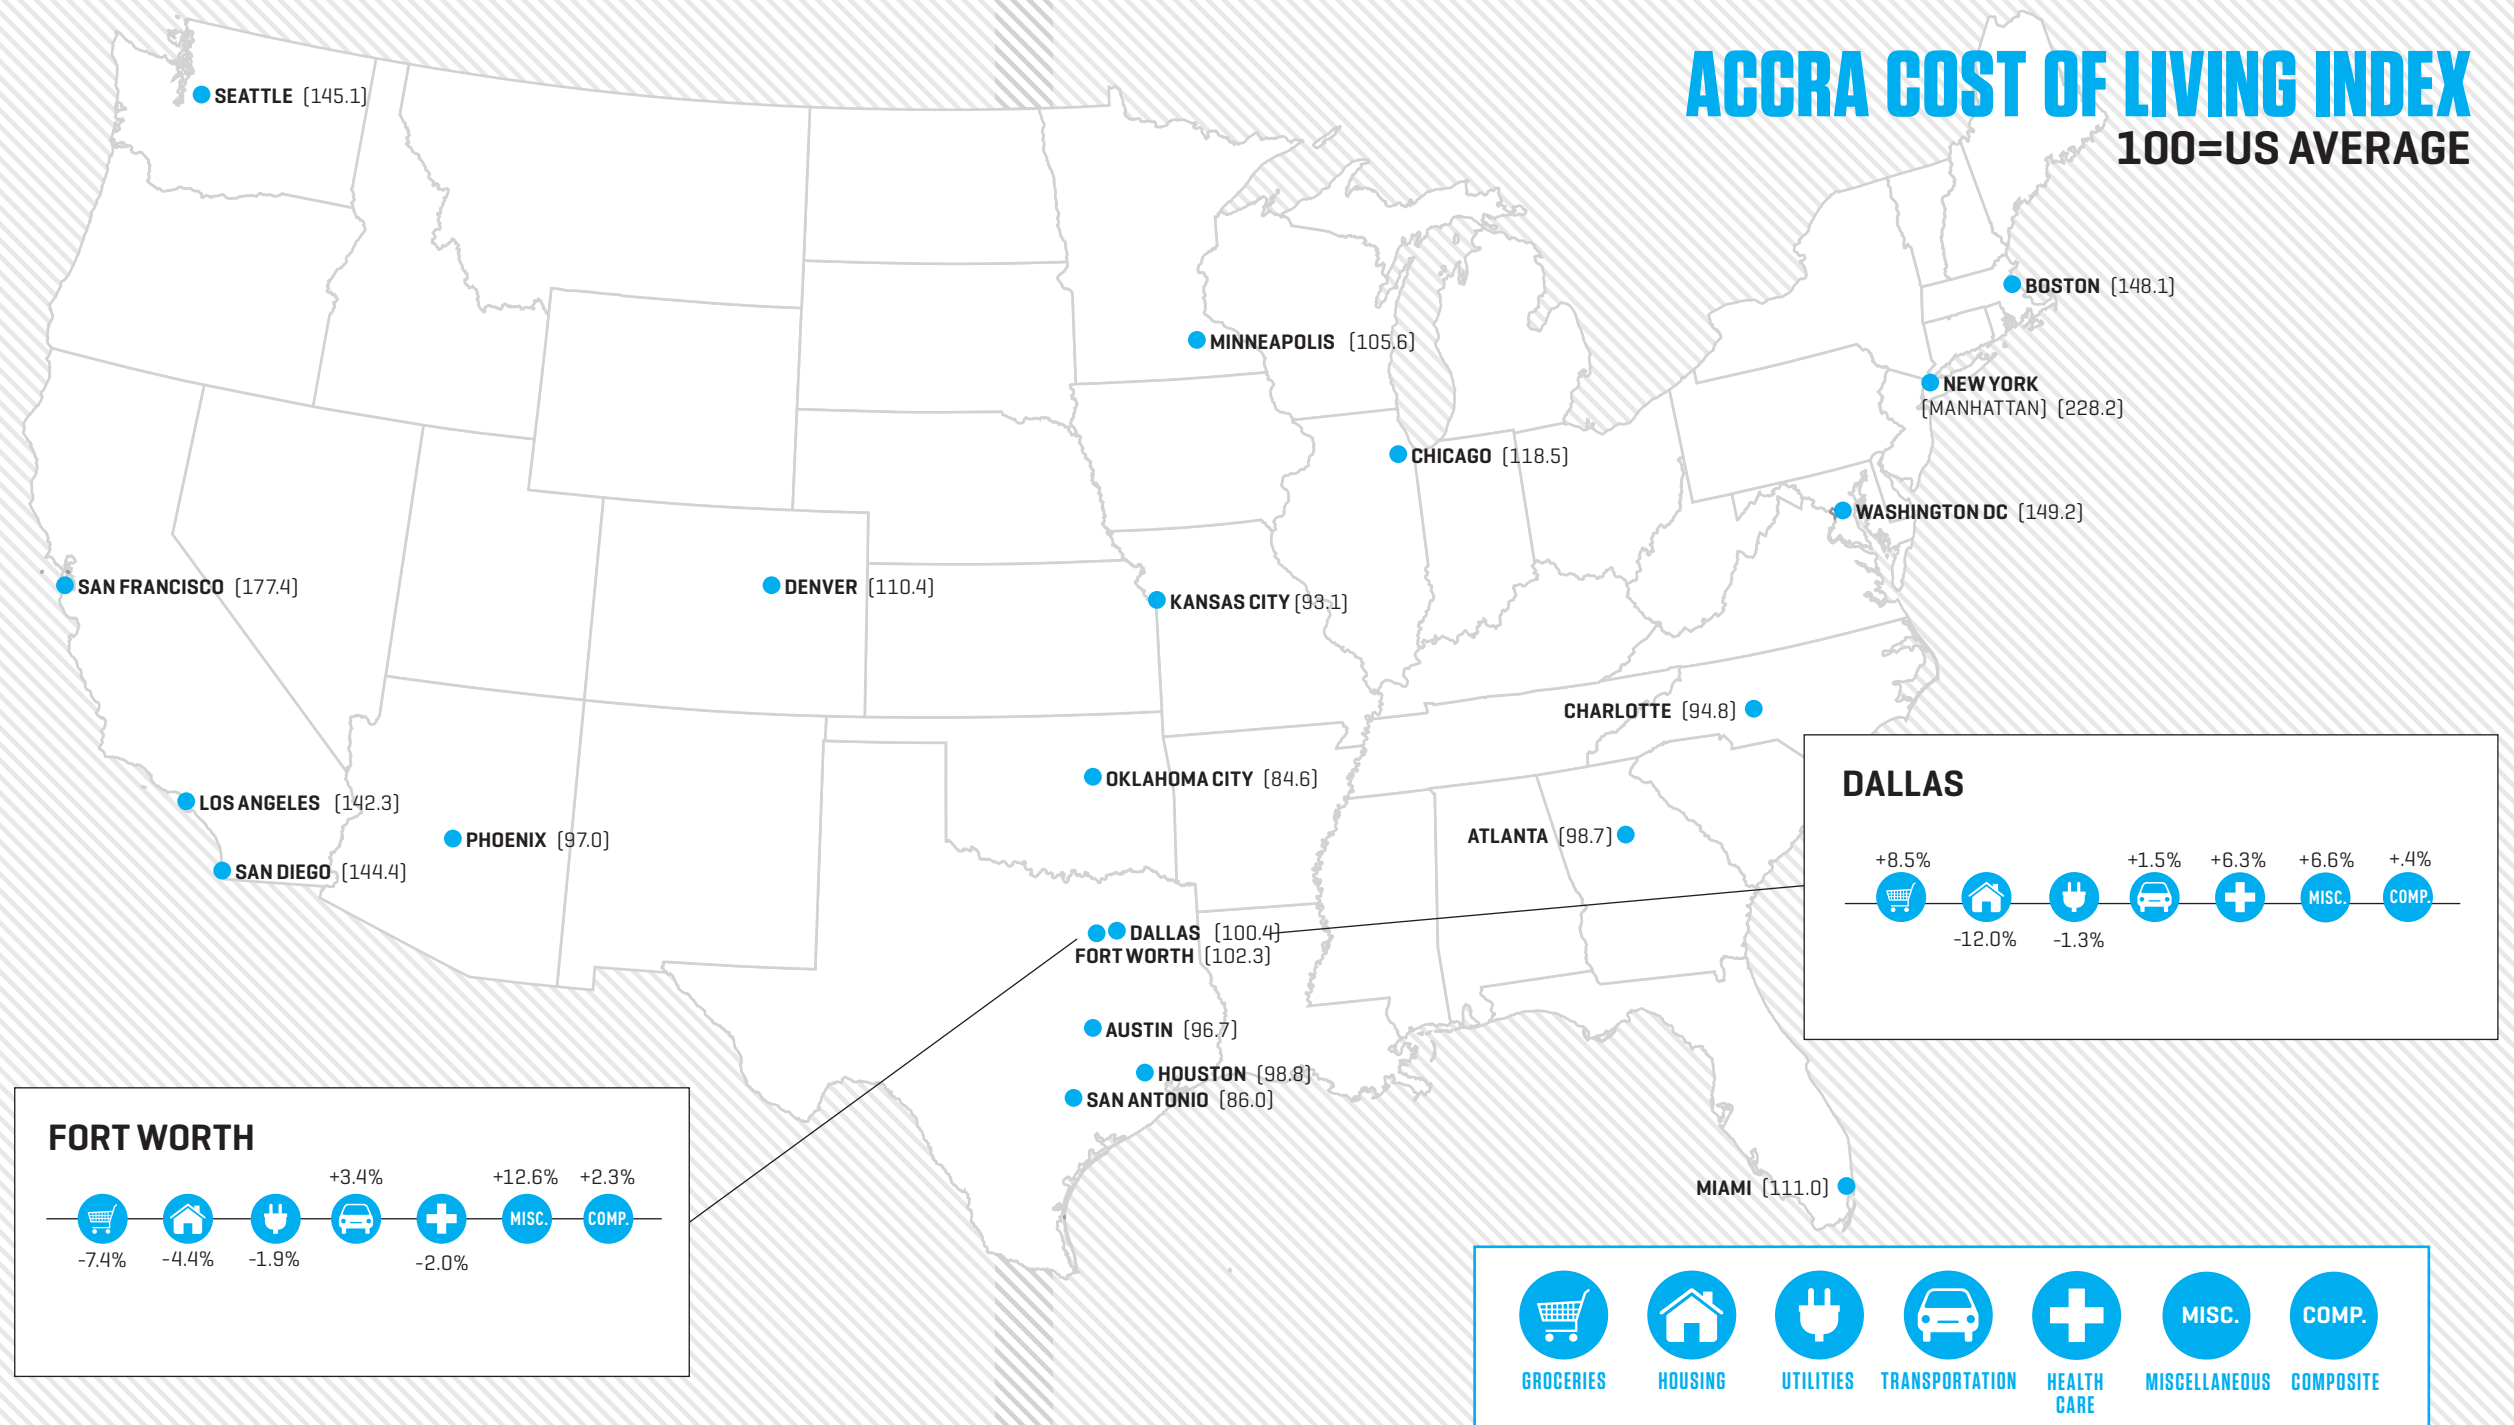 ACCRA COST OF LIVING INDEX
100=US AVERAGE
SEATTLE (145.1)
BOSTON (148.1)
MINNEAPOLIS (105.6)
NEW YORK
(MANHATTAN) (228.2)
CHICAGO (118.5)
WASHINGTON DC (149.2)
SAN FRANCISCO (177.4)
DENVER (110.4)
KANSAS CITY (93.1)
CHARLOTTE (94.8)
OKLAHOMA CITY (84.6)
LOS ANGELES (142.3)
PHOENIX (97.0)
ATLANTA (98.7)
SAN DIEGO (144.4)
DALLAS (100.4)
FORT WORTH (102.3)
AUSTIN (96.7)
HOUSTON (98.8)
SAN ANTONIO (86.0)
MIAMI (111.0)
DALLAS
+8.5% +1.5% +6.3% +6.6% +.4%
MISC. COMP.
-12.0% -1.3%
FORT WORTH
+3.4% +12.6% +2.3%
MISC. COMP.
-7.4% -4.4% -1.9% -2.0%
MISC. COMP.
GROCERIES HOUSING UTILITIES TRANSPORTATION HEALTH MISCELLANEOUS COMPOSITE
CARE